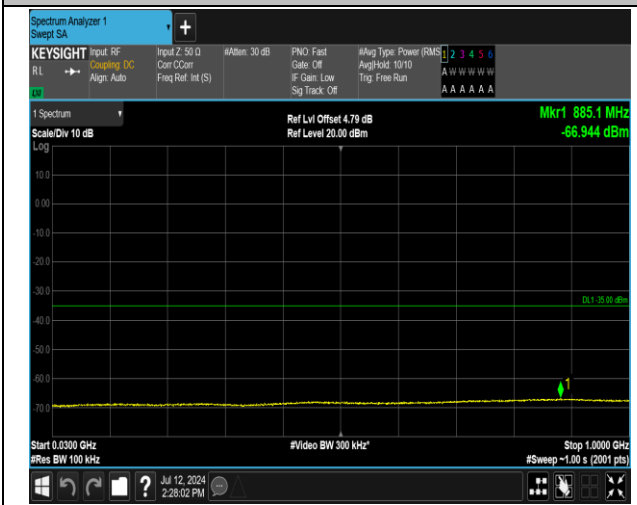 Spectrum Analyzer 1
Swept SA
+
KEYSIGHT Input: RF Input Z: 50 Ω #Atten: 30 dB PNO: Fast #Avg Type: Power (RMS 1 2 3 4 5 6
RL Coupling: DC Corr CCorr Gate: Off Avg|Hold: 10/10 A W W W W W
Align: Auto Freq Ref: Int (S) IF Gain: Low Trig: Free Run
Sig Track: Off A A A A A A
1 Spectrum
Scale/Div 10 dB
Ref Lvl Offset 4.79 dB
Ref Level 20.00 dBm
Mkr1 885.1 MHz
-66.944 dBm
Log
10.0
0.00
-10.0
-20.0
-30.0
DL1 -35.00 dBm
-40.0
-50.0
-60.0
1
-70.0
Start 0.0300 GHz #Video BW 300 kHz* Stop 1.0000 GHz
#Res BW 100 kHz #Sweep ~1.00 s (2001 pts)
? Jul 12, 2024
2:28:02 PM